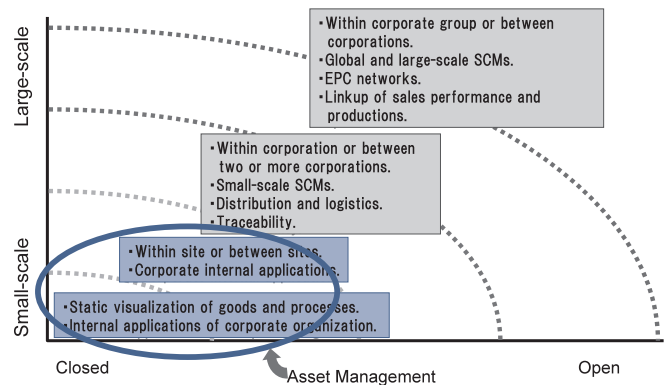 Large-scale
Small-scale
・Within corporate group or between
corporations.
・Global and large-scale SCMs.
・EPC networks.
・Linkup of sales performance and
productions.
・Within corporation or between
two or more corporations.
・Small-scale SCMs.
・Distribution and logistics.
・Traceability.
・Within site or between sites.
・Corporate internal applications.
・Static visualization of goods and processes.
・Internal applications of corporate organization.
Closed
Asset Management
Open